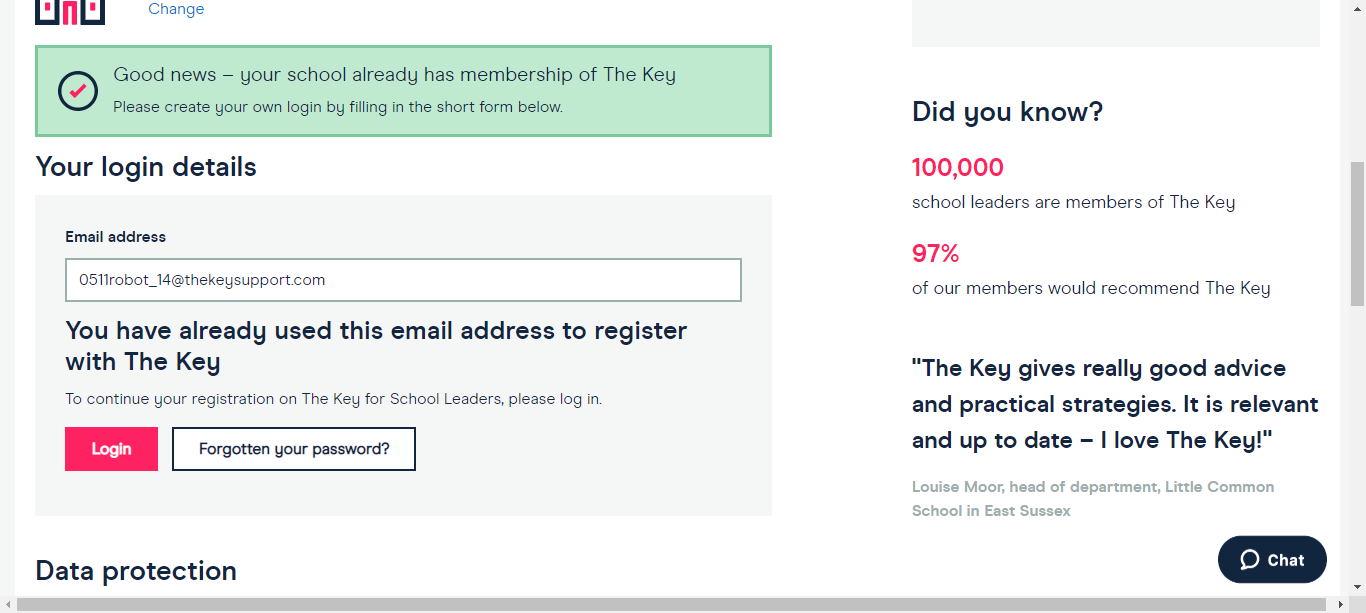 Change
Good news – your school already has membership of The Key
Please create your own login by filling in the short form below.
Your login details
Email address
0511robot_14@thekeysupport.com
You have already used this email address to register
with The Key
To continue your registration on The Key for School Leaders, please log in.
Login
Forgotten your password?
Data protection
Did you know?
100,000
school leaders are members of The Key
97%
of our members would recommend The Key
"The Key gives really good advice
and practical strategies. It is relevant
and up to date – I love The Key!"
Louise Moor, head of department, Little Common
School in East Sussex
Chat